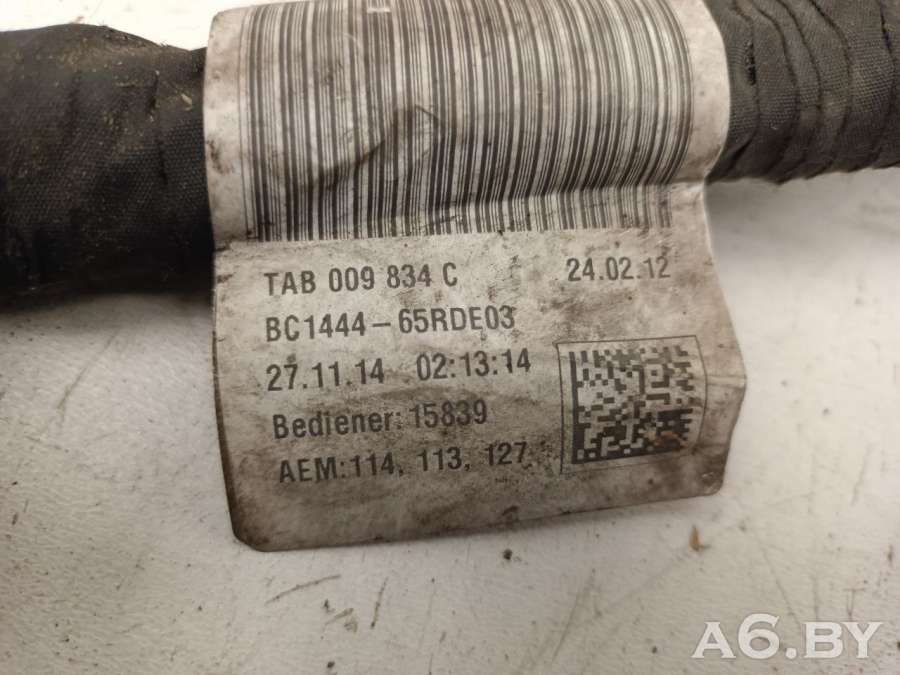 TAB 009 834 C 24.02.12
BC1444-65RDE03
27.11.14 02:13:14
Bediener: 15839
AEM: 114, 113, 127
A6.BY